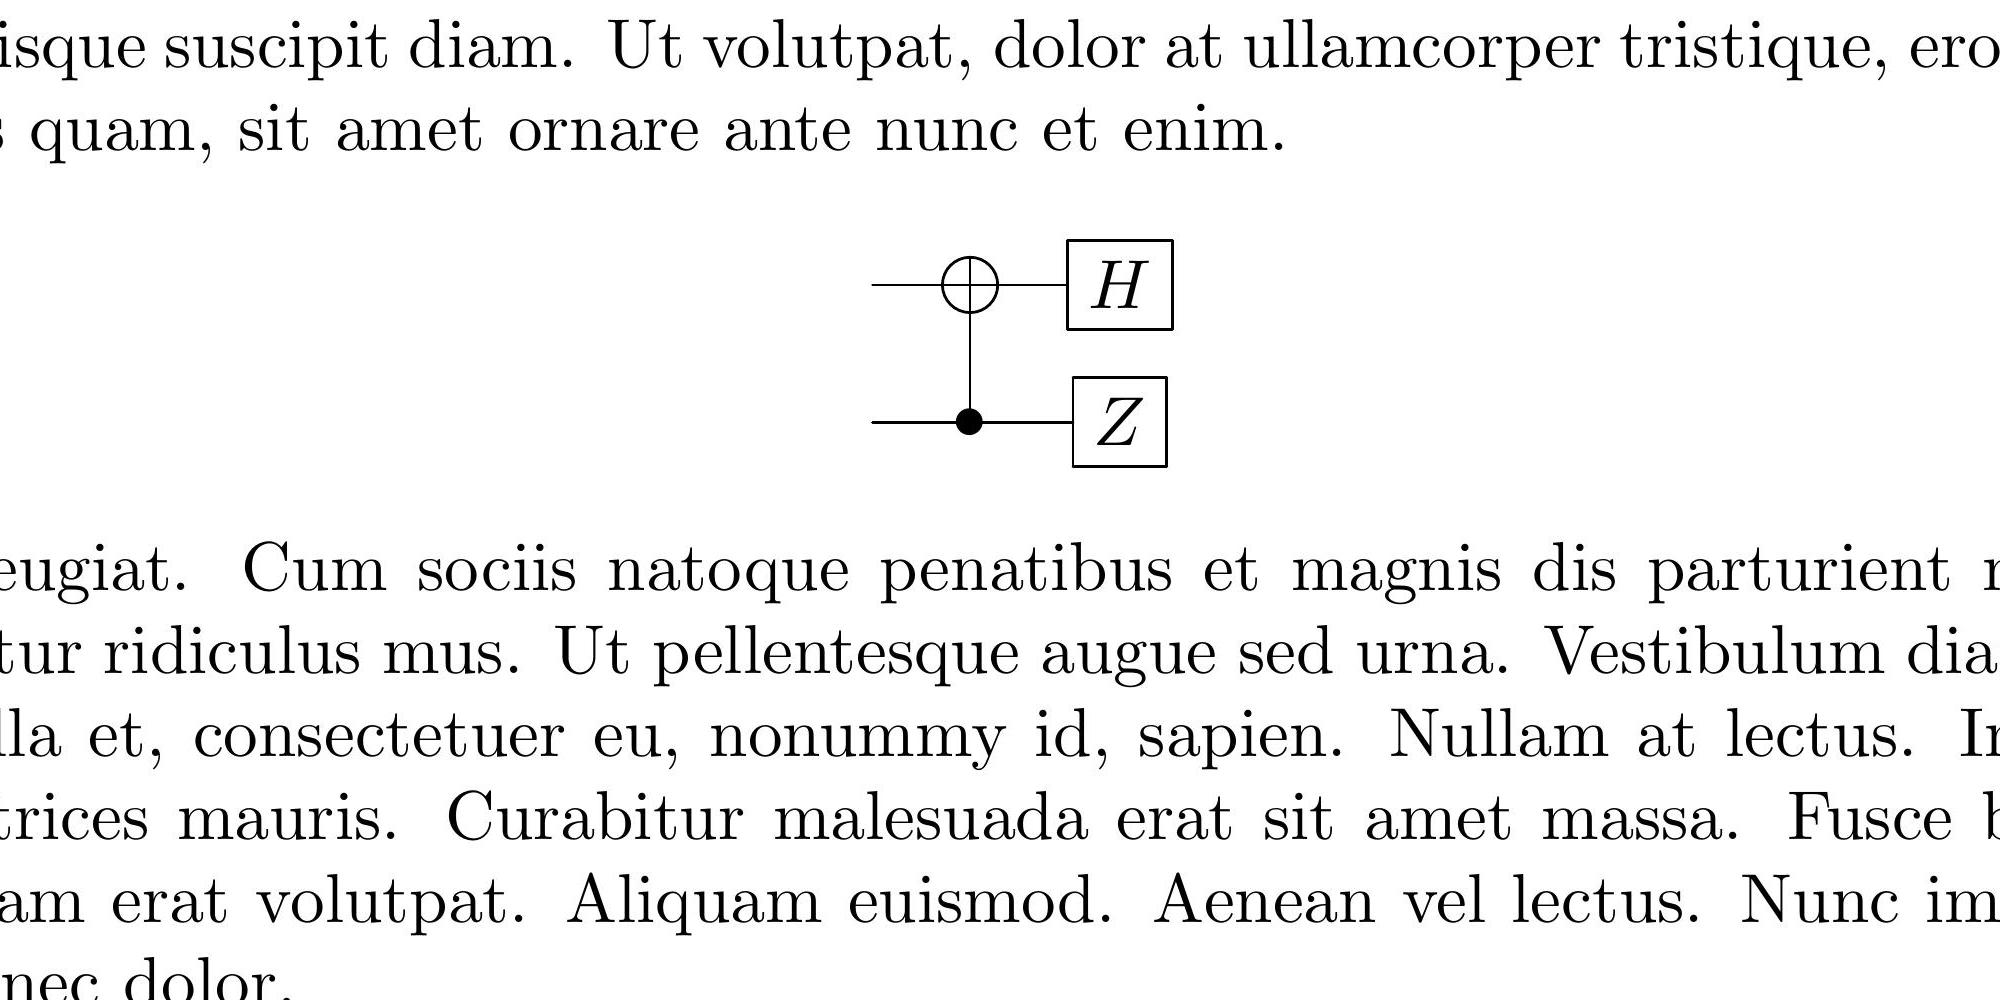 isque suscipit diam. Ut volutpat, dolor at ullamcorper tristique, ero
s quam, sit amet ornare ante nunc et enim.
H
Z
eugiat. Cum sociis natoque penatibus et magnis dis parturient
tur ridiculus mus. Ut pellentesque augue sed urna. Vestibulum dia
lla et, consectetuer eu, nonummy id, sapien. Nullam at lectus. In
trices mauris. Curabitur malesuada erat sit amet massa. Fusce b
am erat volutpat. Aliquam euismod. Aenean vel lectus. Nunc im
nec dolor.